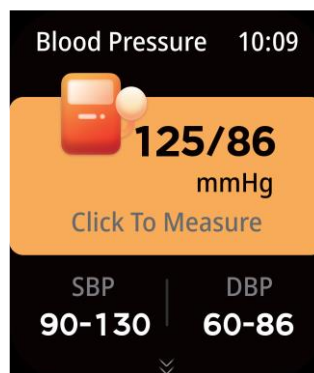 Blood Pressure 10:09
125/86
mmHg
Click To Measure
SBP DBP
90-130 60-86